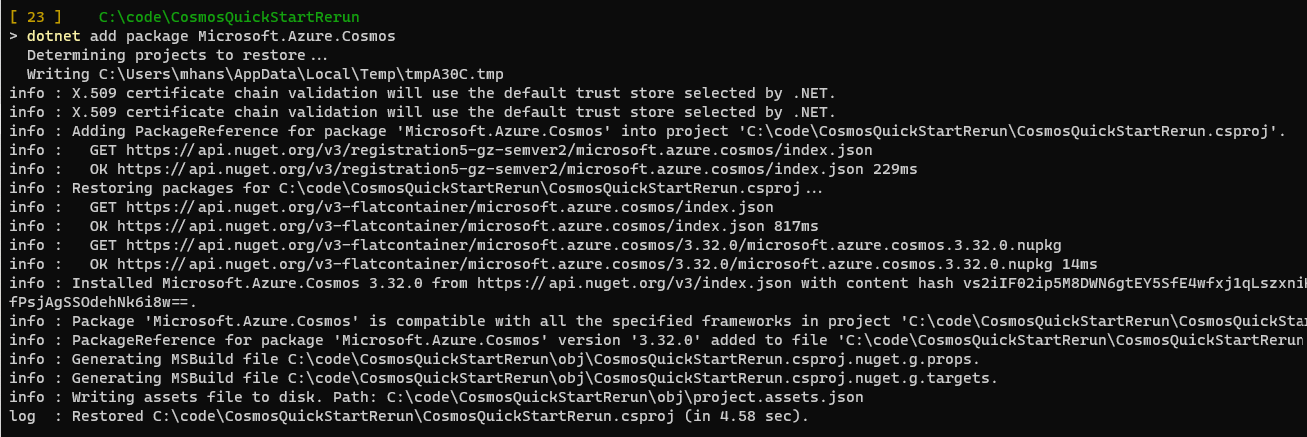 [ 23 ]    C:\code\CosmosQuickStartRerun
> dotnet add package Microsoft.Azure.Cosmos
  Determining projects to restore...
  Writing C:\Users\mhans\AppData\Local\Temp\tmpA30C.tmp
info : X.509 certificate chain validation will use the default trust store selected by .NET.
info : X.509 certificate chain validation will use the default trust store selected by .NET.
info : Adding PackageReference for package 'Microsoft.Azure.Cosmos' into project 'C:\code\CosmosQuickStartRerun\CosmosQuickStartRerun.csproj'.
info :   GET https://api.nuget.org/v3/registration5-gz-semver2/microsoft.azure.cosmos/index.json
info :   OK https://api.nuget.org/v3/registration5-gz-semver2/microsoft.azure.cosmos/index.json 229ms
info : Restoring packages for C:\code\CosmosQuickStartRerun\CosmosQuickStartRerun.csproj...
info :   GET https://api.nuget.org/v3-flatcontainer/microsoft.azure.cosmos/index.json
info :   OK https://api.nuget.org/v3-flatcontainer/microsoft.azure.cosmos/index.json 817ms
info :   GET https://api.nuget.org/v3-flatcontainer/microsoft.azure.cosmos/3.32.0/microsoft.azure.cosmos.3.32.0.nupkg
info :   OK https://api.nuget.org/v3-flatcontainer/microsoft.azure.cosmos/3.32.0/microsoft.azure.cosmos.3.32.0.nupkg 14ms
info : Installed Microsoft.Azure.Cosmos 3.32.0 from https://api.nuget.org/v3/index.json with content hash vs2iIF02ip5M8DWN6gtEY5SfE4wfxj1qLszxni
fPsjAgSSOdehNk6i8w==.
info : Package 'Microsoft.Azure.Cosmos' is compatible with all the specified frameworks in project 'C:\code\CosmosQuickStartRerun\CosmosQuickSta
info : PackageReference for package 'Microsoft.Azure.Cosmos' version '3.32.0' added to file 'C:\code\CosmosQuickStartRerun\CosmosQuickStartRerun
info : Generating MSBuild file C:\code\CosmosQuickStartRerun\obj\CosmosQuickStartRerun.csproj.nuget.g.props.
info : Generating MSBuild file C:\code\CosmosQuickStartRerun\obj\CosmosQuickStartRerun.csproj.nuget.g.targets.
info : Writing assets file to disk. Path: C:\code\CosmosQuickStartRerun\obj\project.assets.json
log  : Restored C:\code\CosmosQuickStartRerun\CosmosQuickStartRerun.csproj (in 4.58 sec).